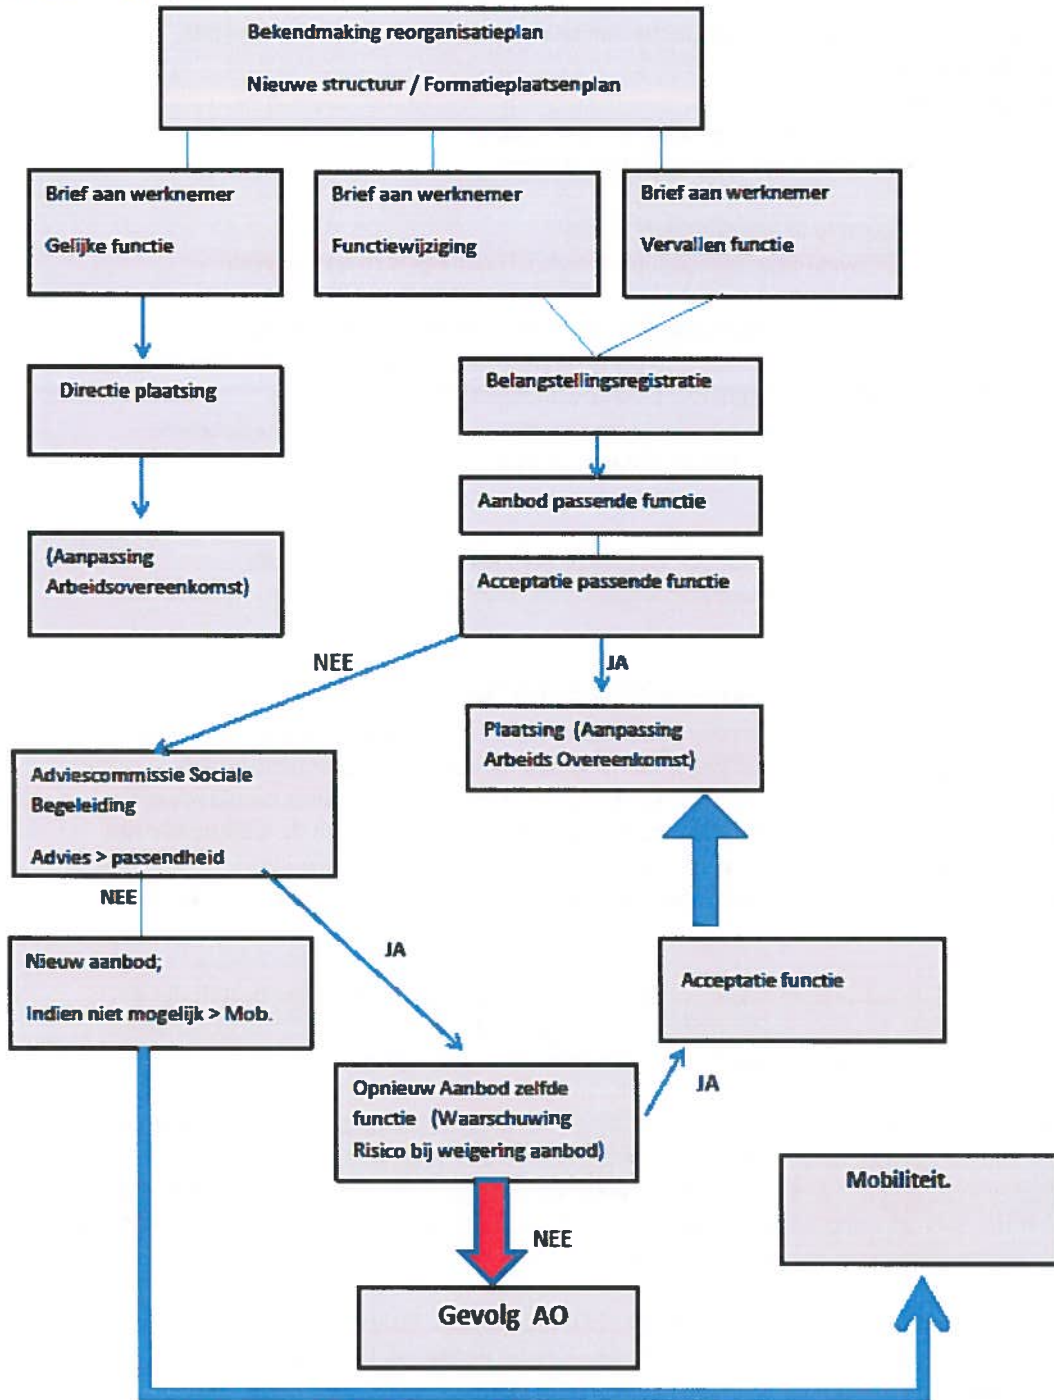 Bekendmaking reorganisatieplan
Nieuwe structuur / Formatieplaatsenplan
Brief aan werknemer
Gelijke functie
Brief aan werknemer
Functiewijziging
Brief aan werknemer
Vervallen functie
Directie plaatsing
(Aanpassing
Arbeidsovereenkomst)
Belangstellingsregistratie
Aanbod passende functie
Acceptatie passende functie
NEE
JA
Plaatsing (Aanpassing
Arbeids Overeenkomst)
Adviescommissie Sociale
Begeleiding
Advies > passendheid
NEE
JA
Nieuw aanbod;
Indien niet mogelijk > Mob.
Acceptatie functie
JA
Opnieuw Aanbod zelfde
functie (Waarschuwing
Risico bij weigering aanbod)
NEE
Gevolg AO
Mobiliteit.